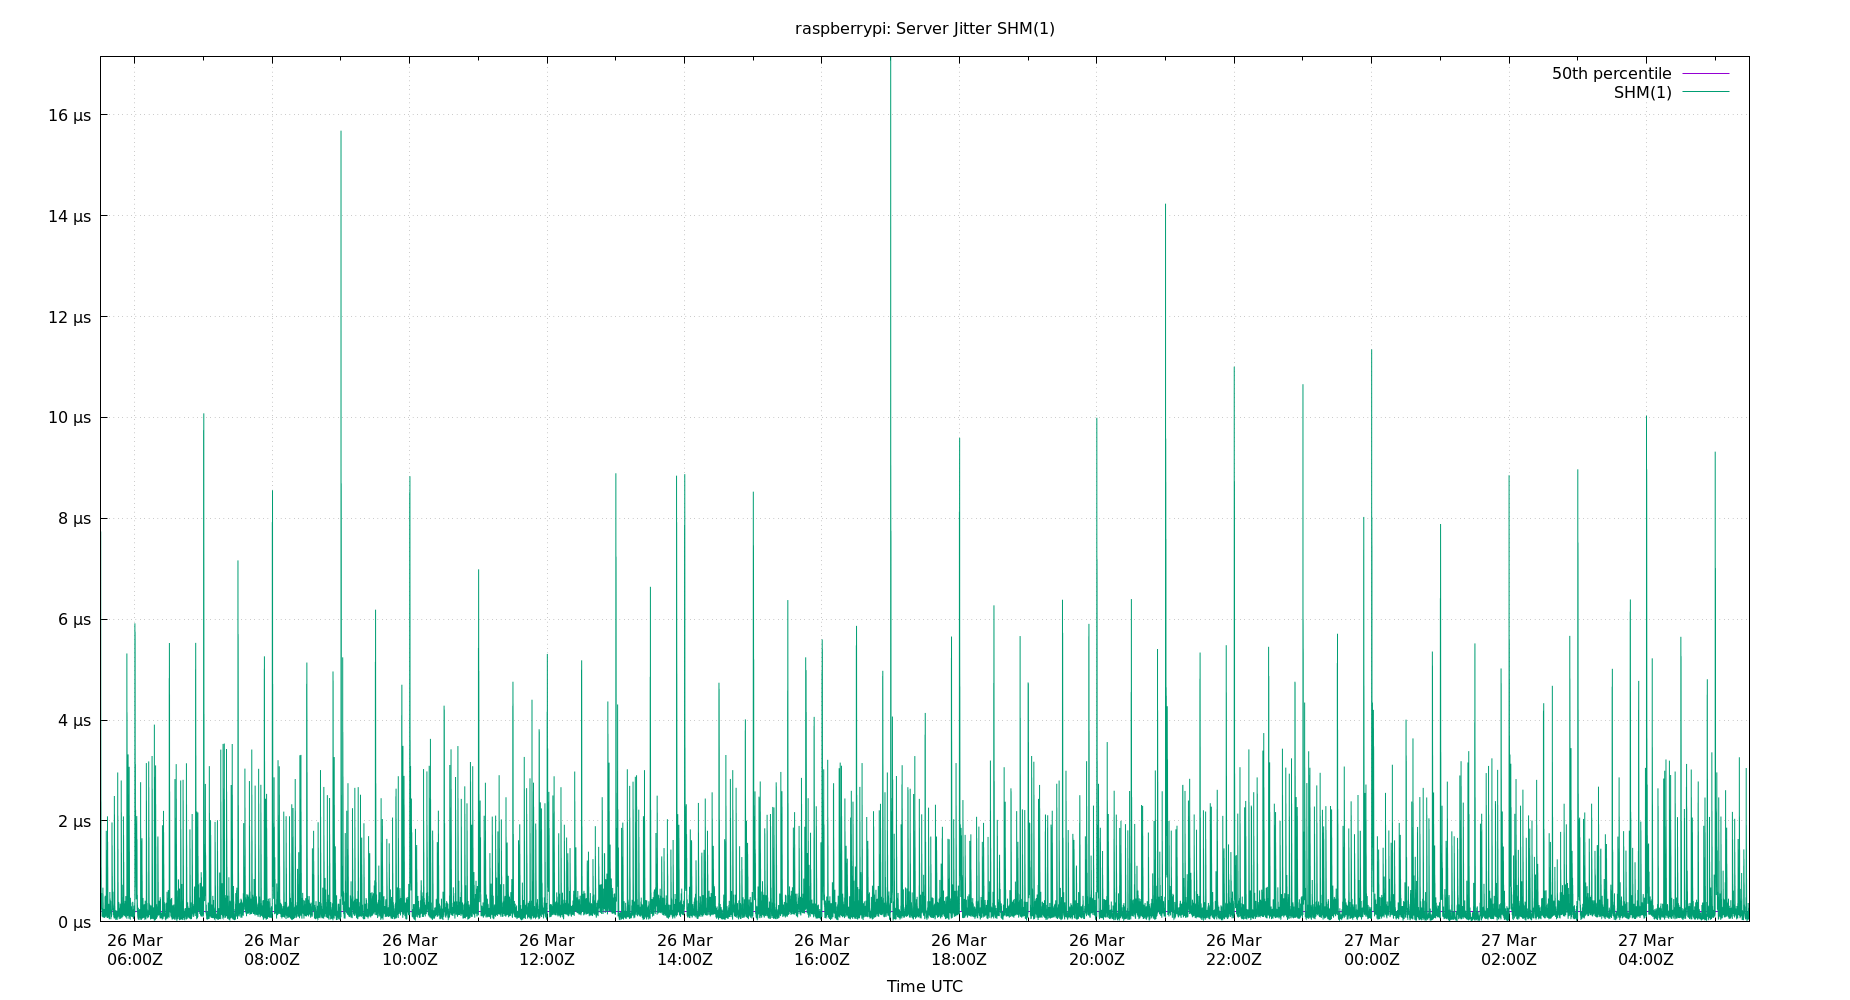 raspberrypi: Server Jitter SHM(1)
50th percentile
SHM(1)
16 µs
14 µs
12 µs
10 µs
8 µs
6 µs
4 µs
2 µs
0 µs
26 Mar 26 Mar 26 Mar 26 Mar 26 Mar 26 Mar 26 Mar 26 Mar 26 Mar 27 Mar 27 Mar 27 Mar
06:00Z 08:00Z 10:00Z 12:00Z 14:00Z 16:00Z 18:00Z 20:00Z 22:00Z 00:00Z 02:00Z 04:00Z
Time UTC